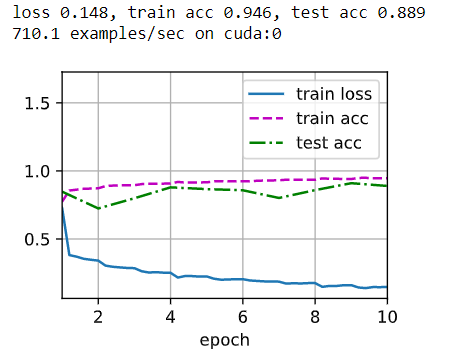 loss 0.148, train acc 0.946, test acc 0.889
710.1 examples/sec on cuda:0
train loss
train acc
test acc
1.5
1.0
0.5
2 4 6 8 10
epoch